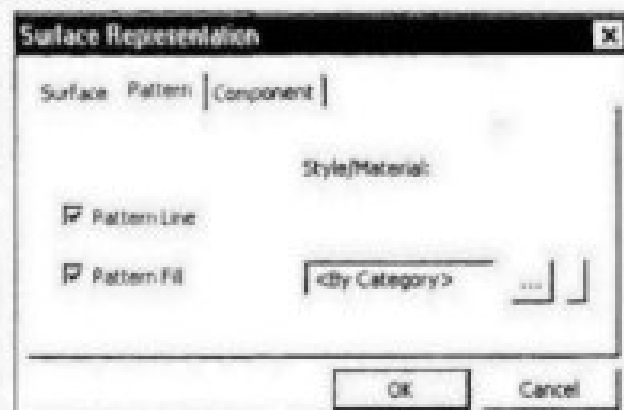 Surface Representation
Surface Pattern Component
Style/Material:
Pattern Line
Pattern Fill
<By Category> ...
OK Cancel